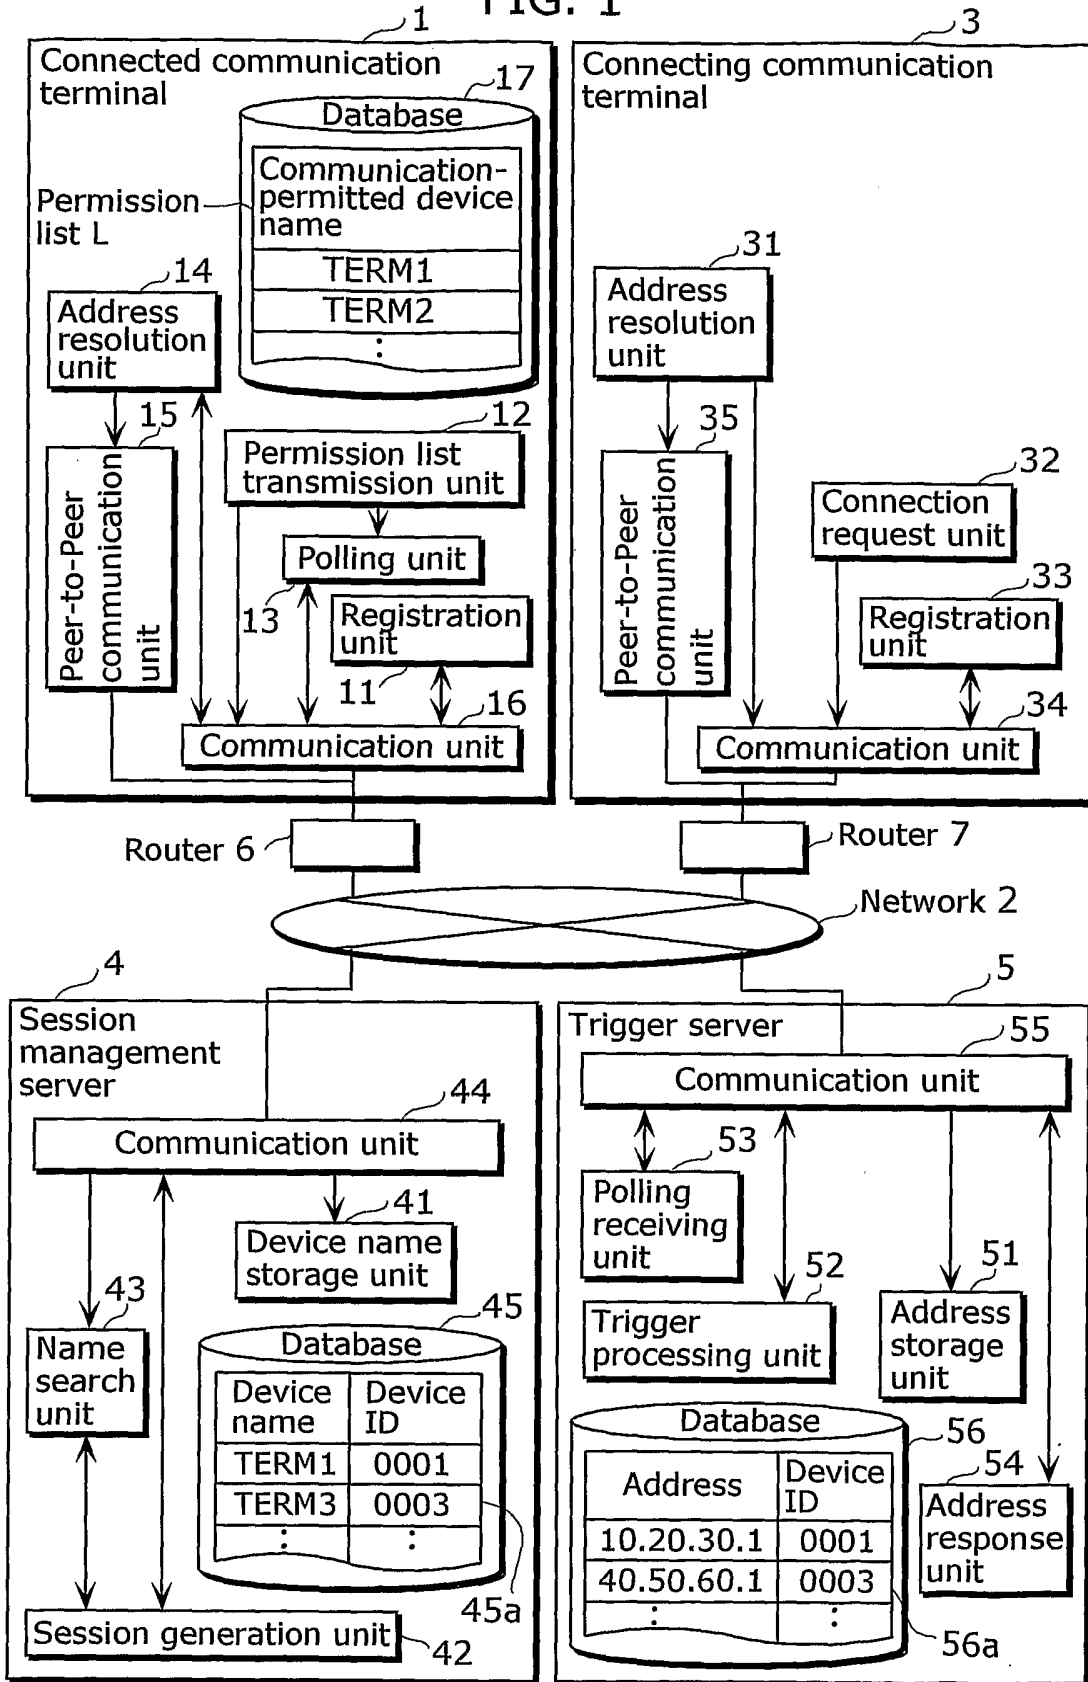 FIG. 1
1
Connected communication
terminal
17
Database
Communication-
permitted device
name
TERM1
TERM2
:
Permission
list L
14
Address
resolution
unit
15
Peer-to-Peer
communication
unit
12
Permission list
transmission unit
Polling unit
13
Registration
unit
11
16
Communication unit
3
Connecting communication
terminal
31
Address
resolution
unit
35
Peer-to-Peer
communication
unit
32
Connection
request unit
33
Registration
unit
34
Communication unit
Router 6
Router 7
Network 2
4
Session
management
server
44
Communication unit
41
Device name
storage unit
43
Name
search
unit
45
Database
Device
name
Device
ID
TERM1 0001
TERM3 0003
: :
45a
Session generation unit
42
5
Trigger server
55
Communication unit
53
Polling
receiving
unit
52
Trigger
processing unit
51
Address
storage
unit
Database
56
Address
Device
ID
10.20.30.1 0001
40.50.60.1 0003
: :
56a
54
Address
response
unit